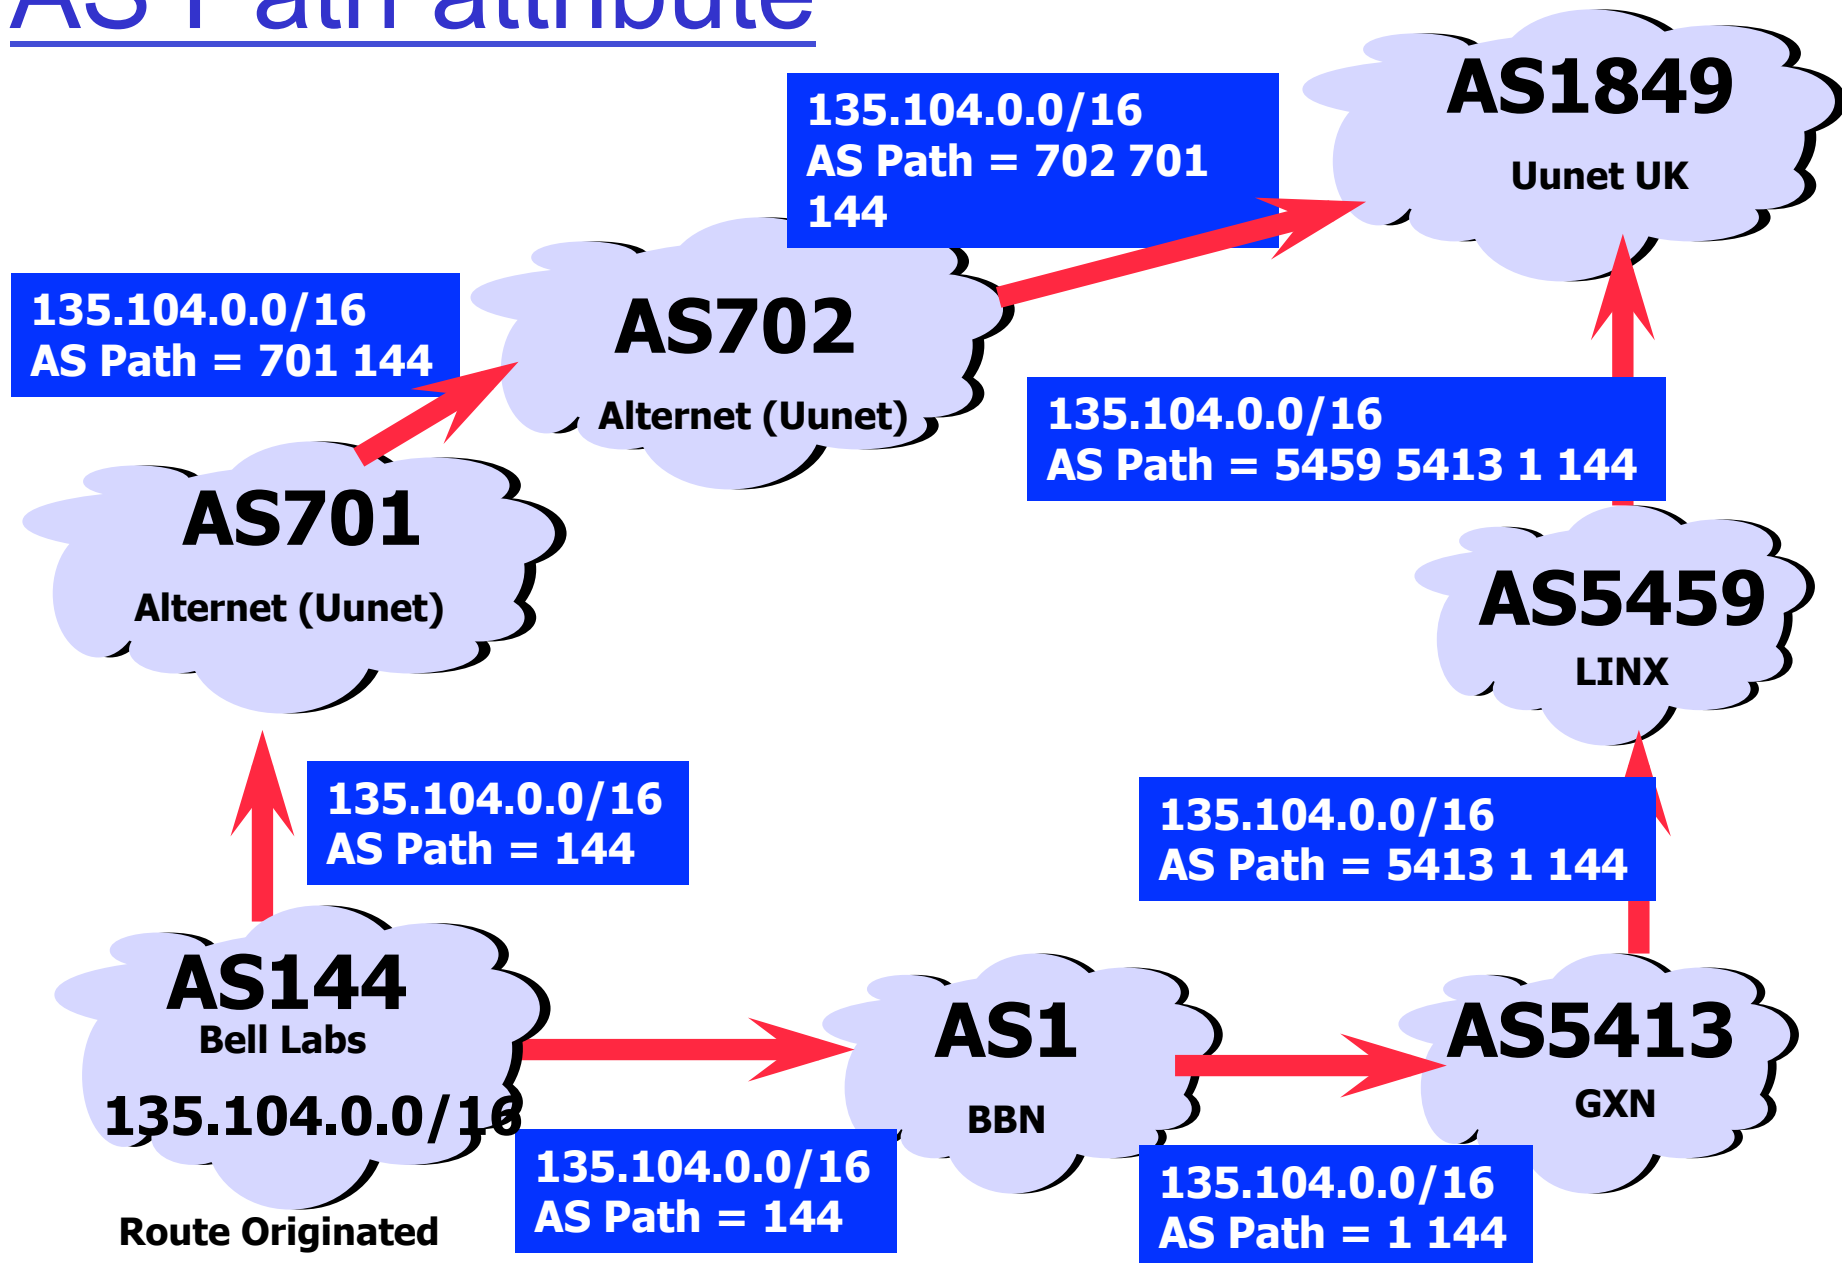 AS Path attribute
135.104.0.0/16
AS Path = 702 701
144
AS1849
Uunet UK
135.104.0.0/16
AS Path = 701 144
AS702
Alternet (Uunet)
135.104.0.0/16
AS Path = 5459 5413 1 144
AS701
Alternet (Uunet)
AS5459
LINX
135.104.0.0/16
AS Path = 144
135.104.0.0/16
AS Path = 5413 1 144
AS144
Bell Labs
135.104.0.0/16
AS1
BBN
AS5413
GXN
135.104.0.0/16
AS Path = 144
135.104.0.0/16
AS Path = 1 144
Route Originated